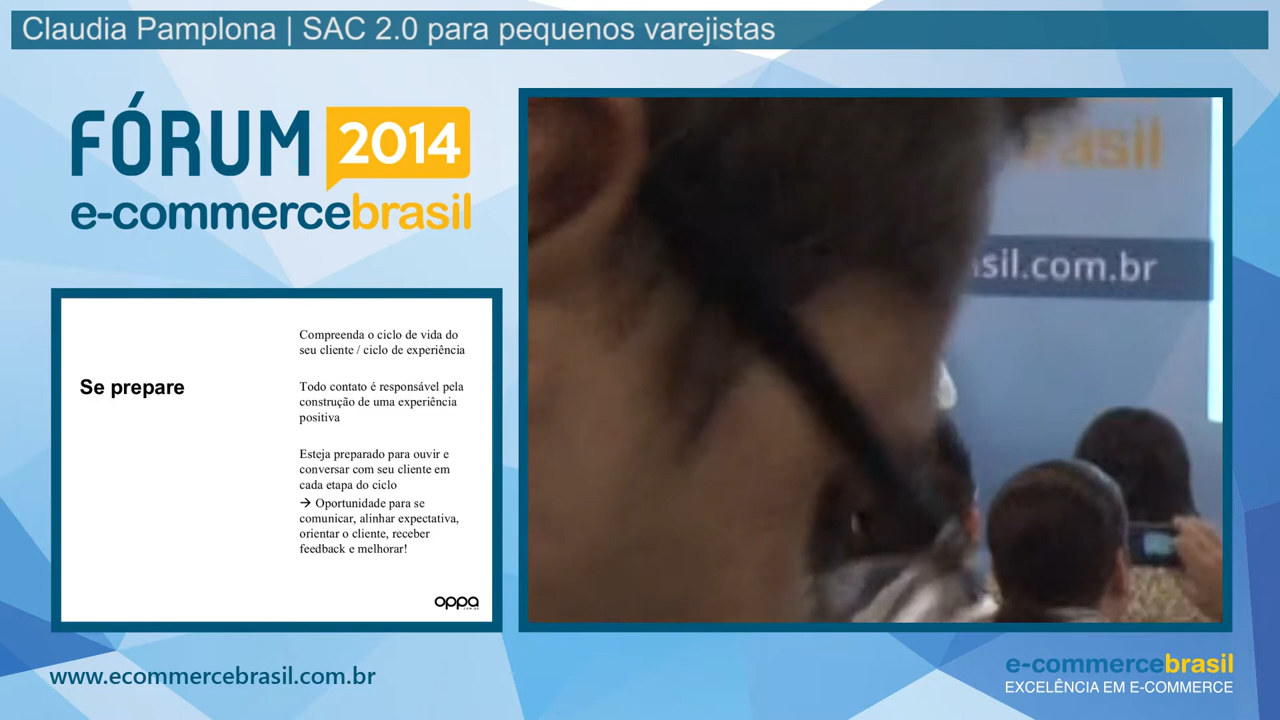 Claudia Pamplona | SAC 2.0 para pequenos varejistas
FÓRUM 2014
e-commercebrasil
Se prepare
Compreenda o ciclo de vida do
seu cliente / ciclo de experiência
Todo contato é responsável pela
construção de uma experiência
positiva
Esteja preparado para ouvir e
conversar com seu cliente em
cada etapa do ciclo
→ Oportunidade para se
comunicar, alinhar expectativa,
orientar o cliente, receber
feedback e melhorar!
oppa
brasil
sil.com.br
www.ecommercebrasil.com.br
e-commercebrasil
EXCELÊNCIA EM E-COMMERCE